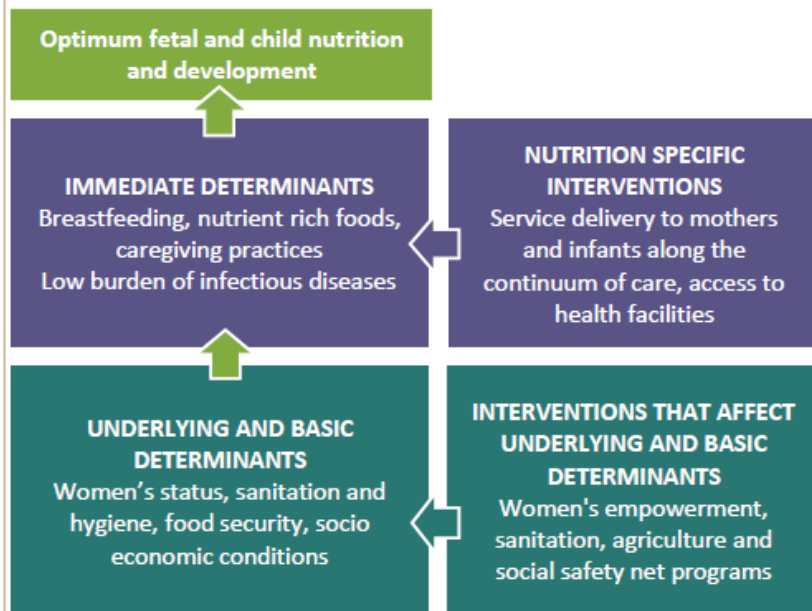 Optimum fetal and child nutrition
and development
IMMEDIATE DETERMINANTS
Breastfeeding, nutrient rich foods,
caregiving practices
Low burden of infectious diseases
NUTRITION SPECIFIC
INTERVENTIONS
Service delivery to mothers
and infants along the
continuum of care, access to
health facilities
UNDERLYING AND BASIC
DETERMINANTS
Women’s status, sanitation and
hygiene, food security, socio
economic conditions
INTERVENTIONS THAT AFFECT
UNDERLYING AND BASIC
DETERMINANTS
Women's empowerment,
sanitation, agriculture and
social safety net programs